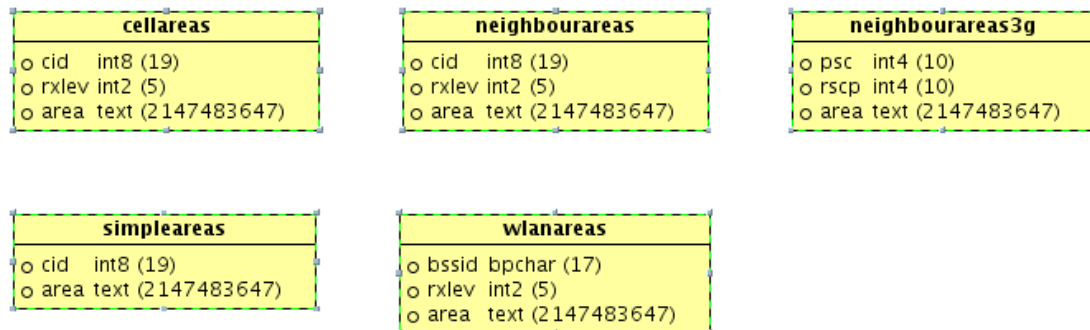 cellareas
cid int8 (19)
rxlev int2 (5)
area text (2147483647)
neighbourareas
cid int8 (19)
rxlev int2 (5)
area text (2147483647)
neighbourareas3g
psc int4 (10)
rscp int4 (10)
area text (2147483647)
simpleareas
cid int8 (19)
area text (2147483647)
wlanareas
bssid bpchar (17)
rxlev int2 (5)
area text (2147483647)